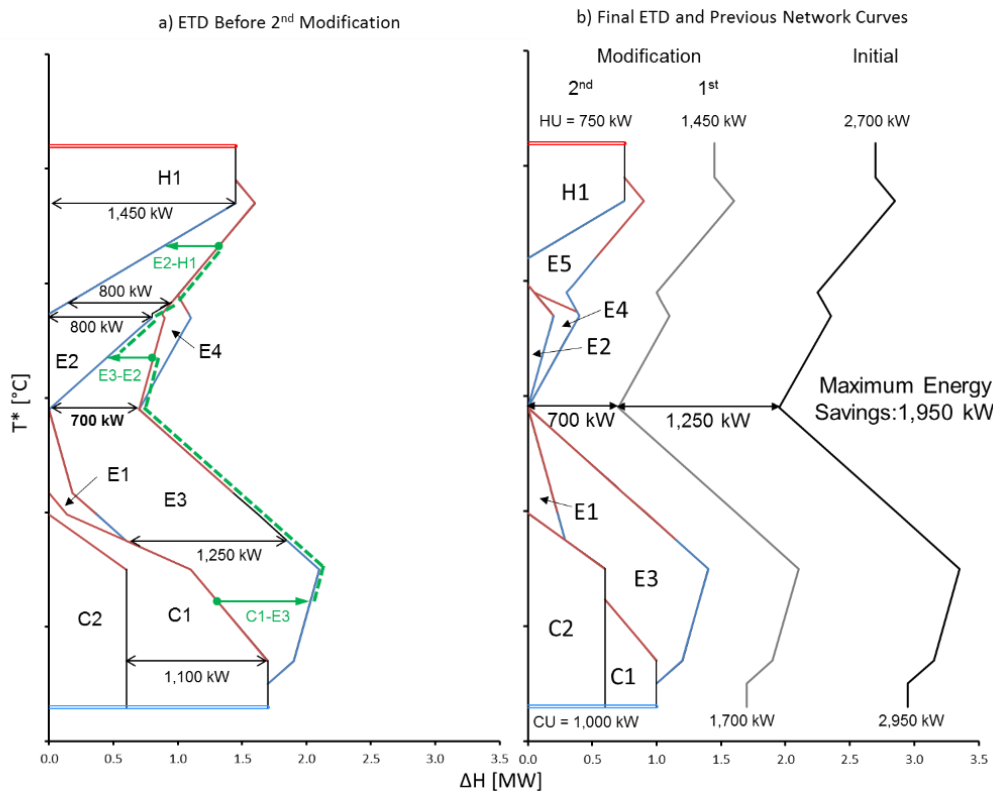 a) ETD Before 2nd Modification
b) Final ETD and Previous Network Curves
T* [°C]
H1
1,450 kW
E2-H1
800 kW
800 kW
E2
E4
E3-E2
700 kW
E1
E3
1,250 kW
C1-E3
C2
C1
1,100 kW
0.0 0.5 1.0 1.5 2.0 2.5 3.0 3.5
Modification
Initial
2nd
1st
HU = 750 kW
1,450 kW
2,700 kW
H1
E5
E4
E2
Maximum Energy
Savings:1,950 kW
700 kW
1,250 kW
E1
E3
C2
C1
CU = 1,000 kW
1,700 kW
2,950 kW
0.0 0.5 1.0 1.5 2.0 2.5 3.0 3.5
ΔH [MW]